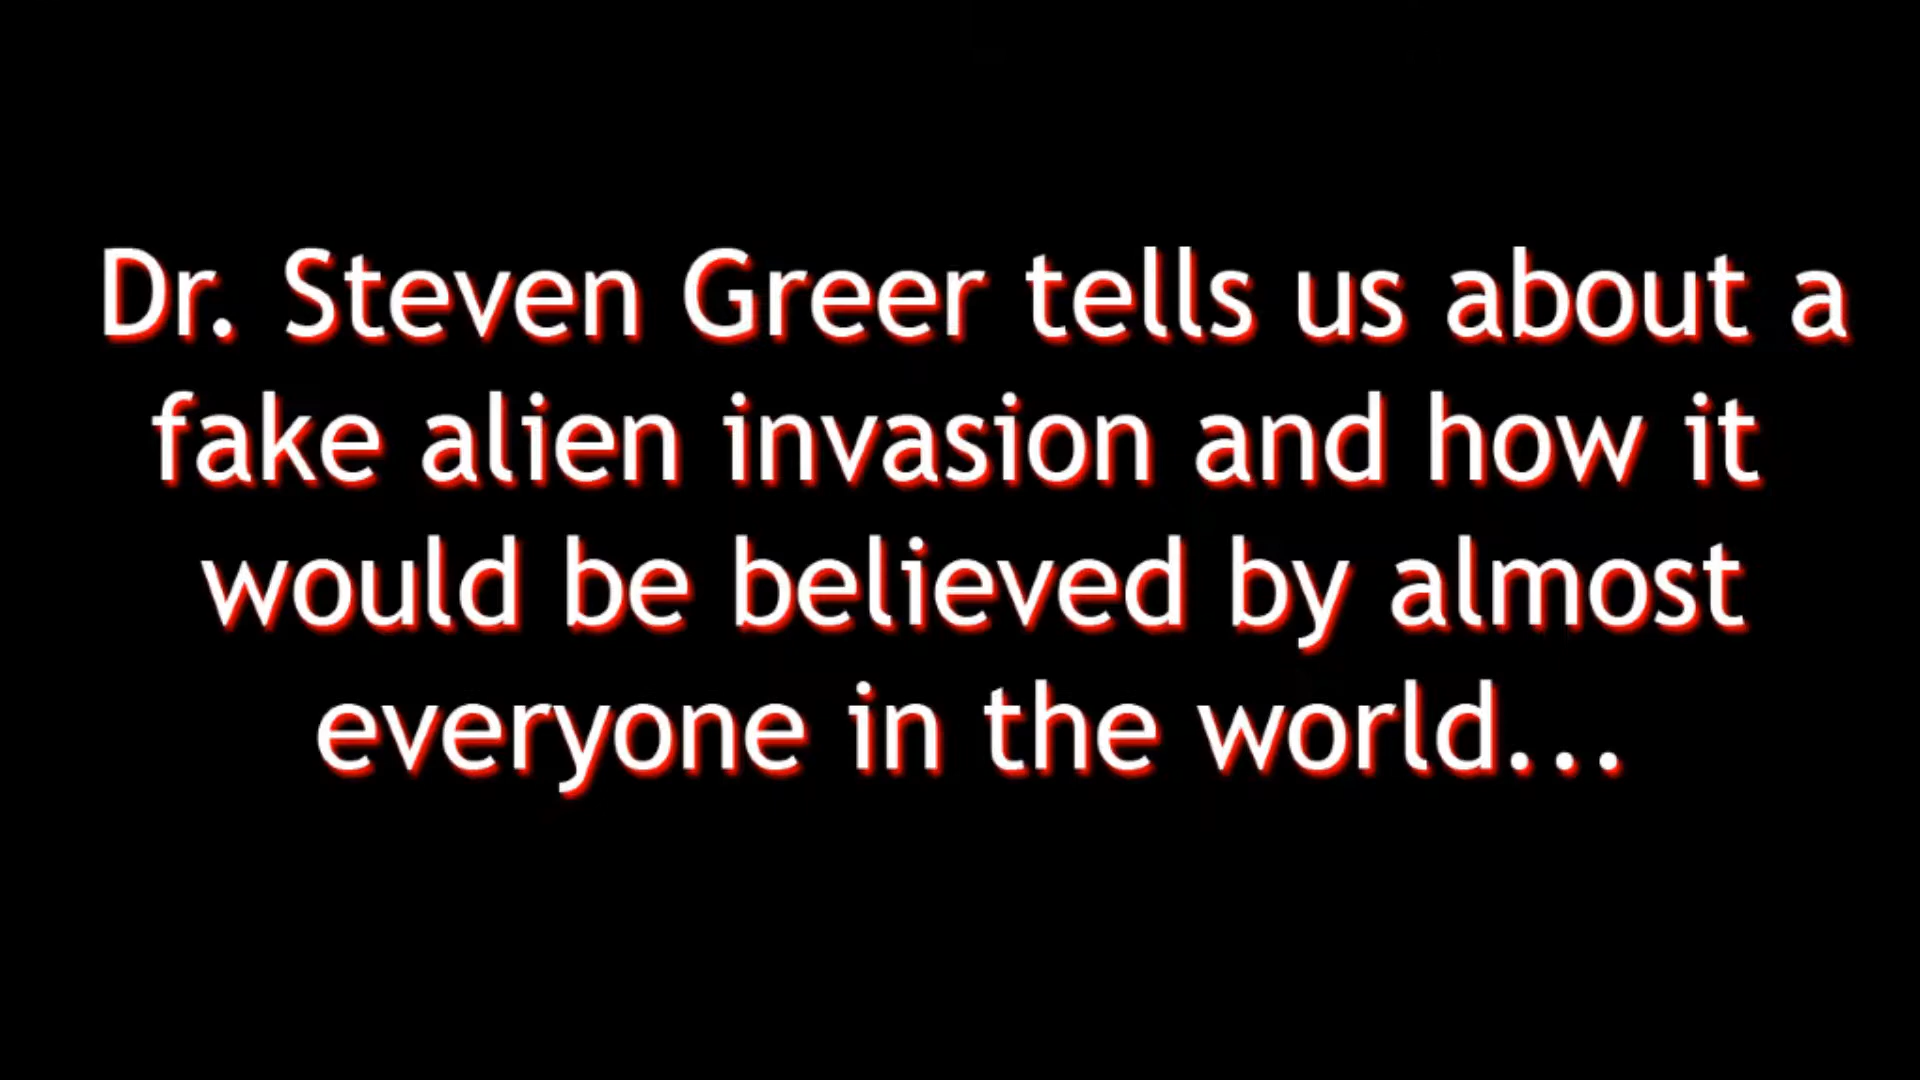 Dr. Steven Greer tells us about a
fake alien invasion and how it
would be believed by almost
everyone in the world...